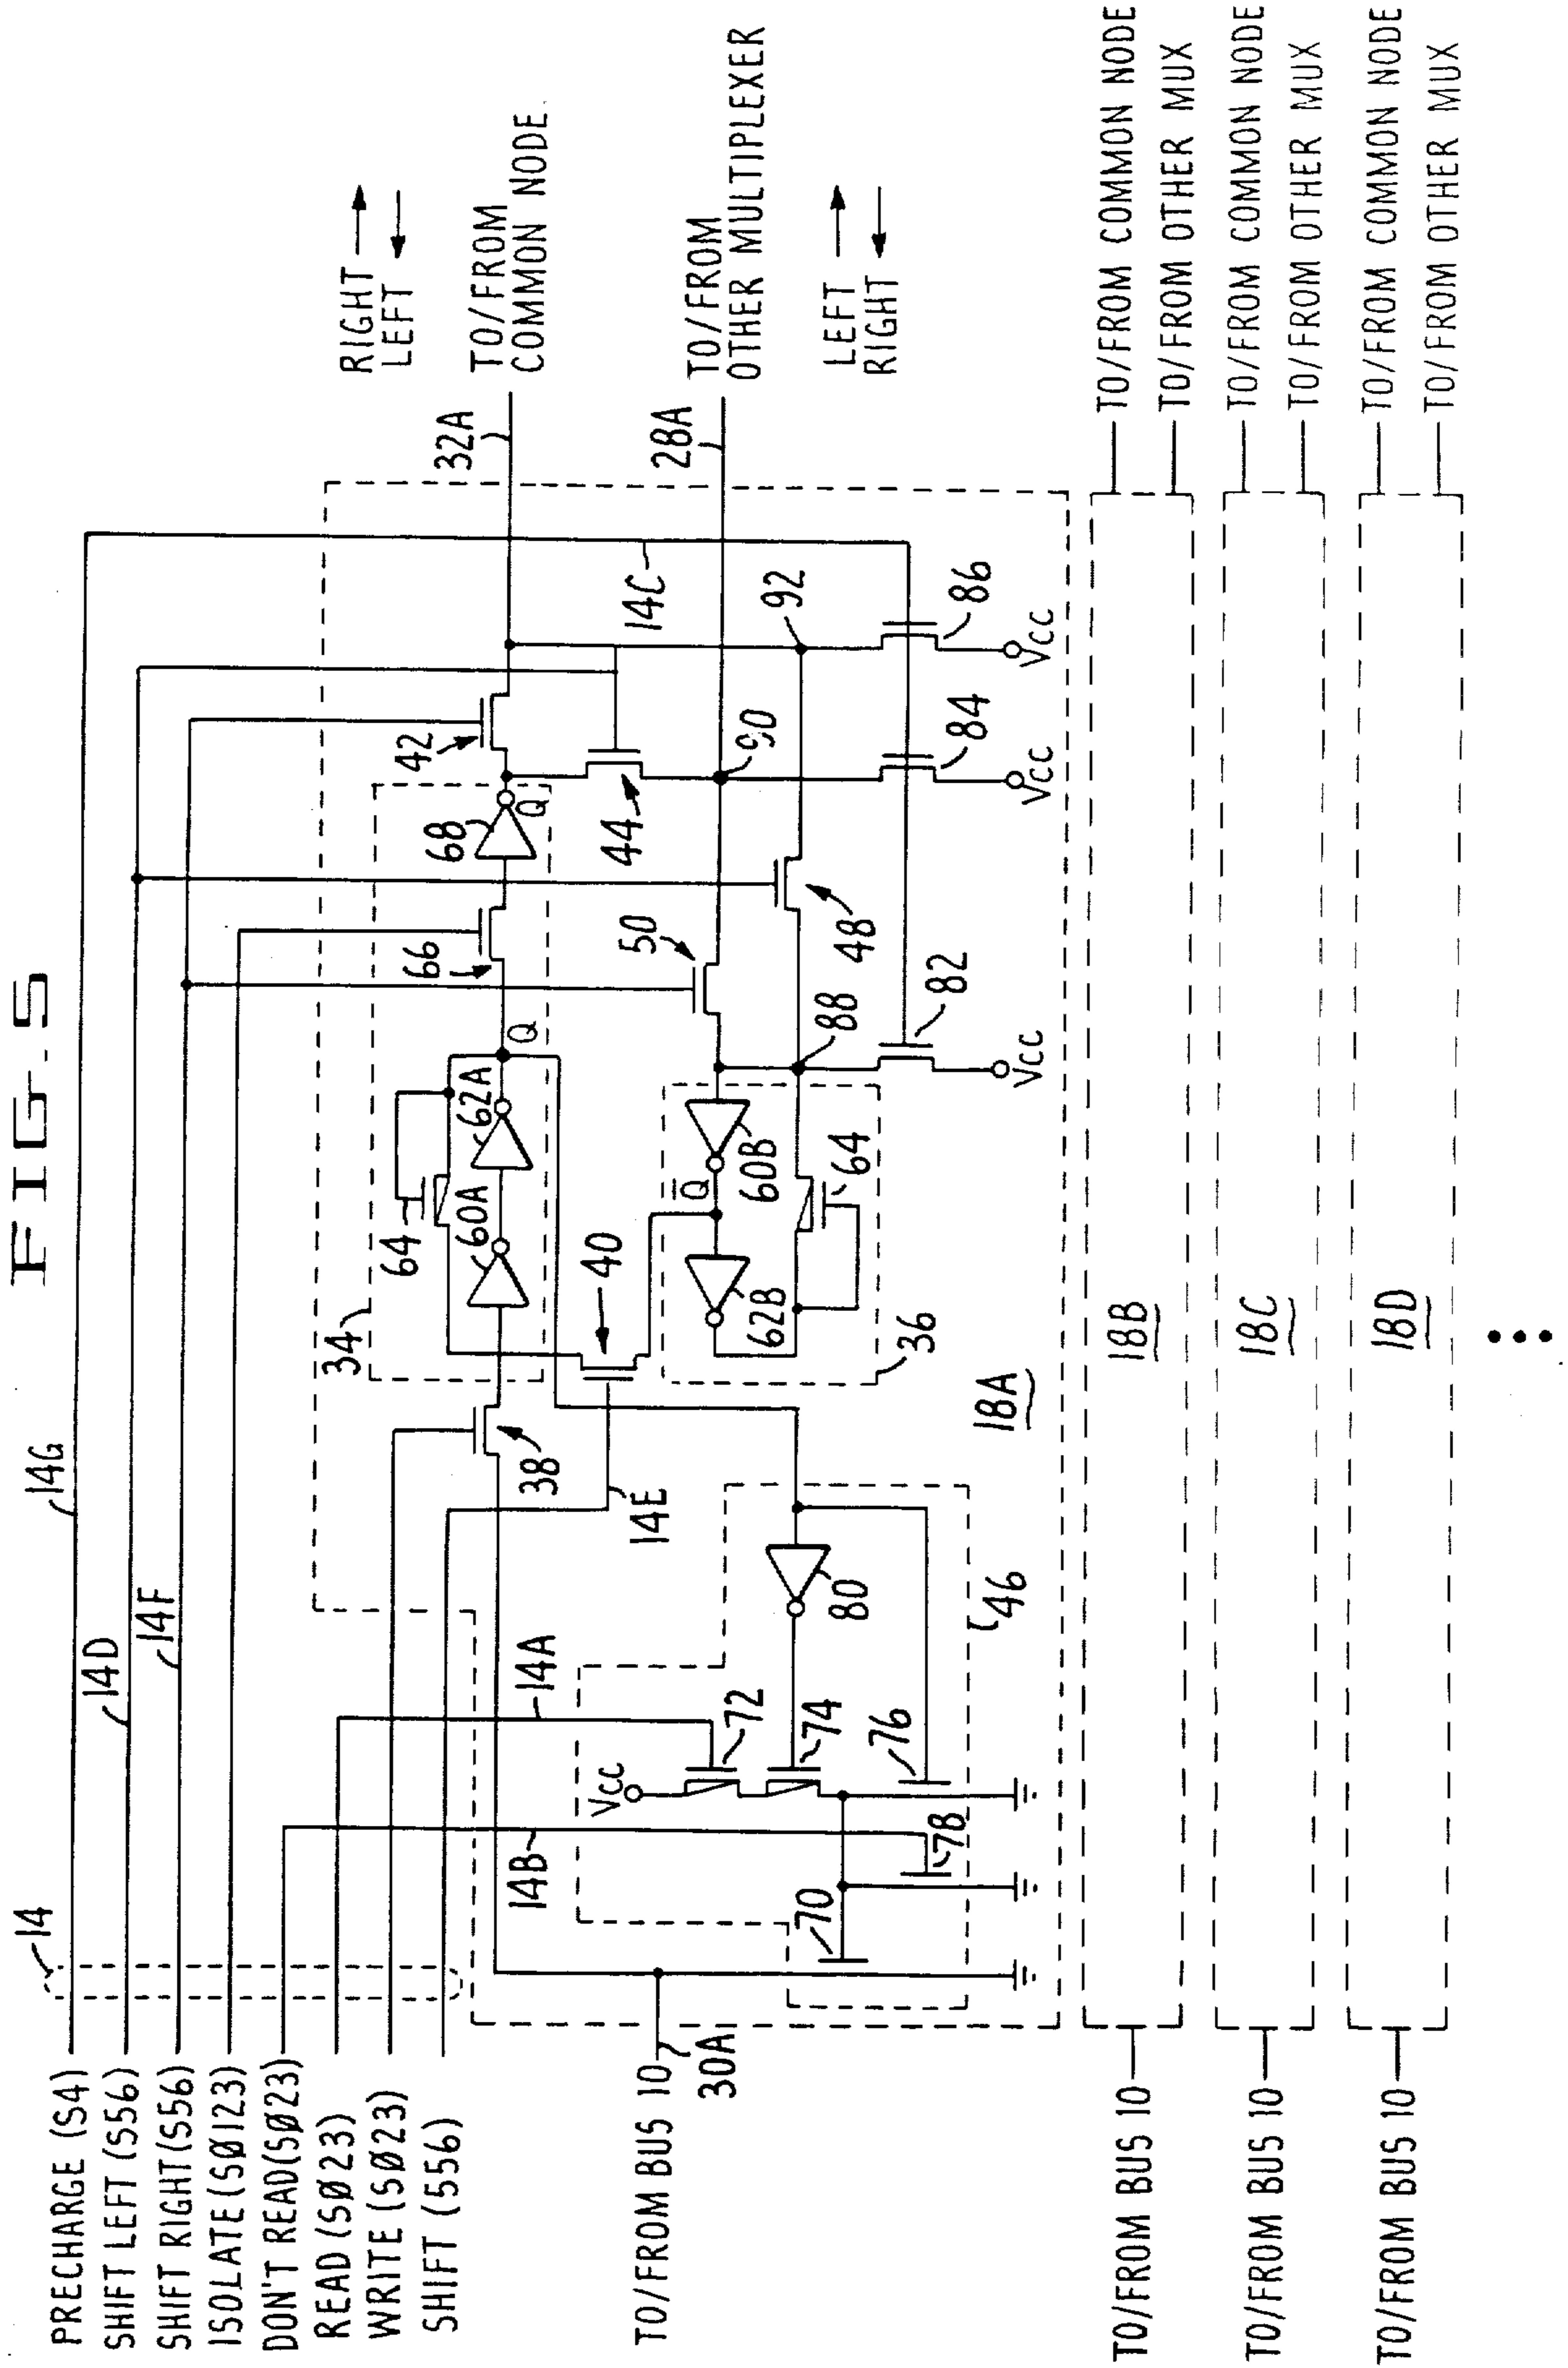 FIG. 5
PRECHARGE (S4)
SHIFT LEFT (S56)
SHIFT RIGHT (S56)
ISOLATE (SØ123)
DON'T READ (SØ23)
READ (SØ23)
WRITE (SØ23)
SHIFT (S56)
14
14G
14D
14F
14A
14B
14E
14C
RIGHT
LEFT
TO/FROM
COMMON NODE
32A
TO/FROM
OTHER MULTIPLEXER
28A
LEFT
RIGHT
34
64
60A
62A
Q
66
68
Q
42
44
38
40
50
90
92
Q
60B
62B
64
36
88
48
82
84
86
VCC
VCC
VCC
TO/FROM BUS 10
30A
VCC
72
74
76
78
70
80
46
18A
TO/FROM BUS 10
18B
TO/FROM COMMON NODE
TO/FROM OTHER MUX
TO/FROM BUS 10
18C
TO/FROM COMMON NODE
TO/FROM OTHER MUX
TO/FROM BUS 10
18D
TO/FROM COMMON NODE
TO/FROM OTHER MUX